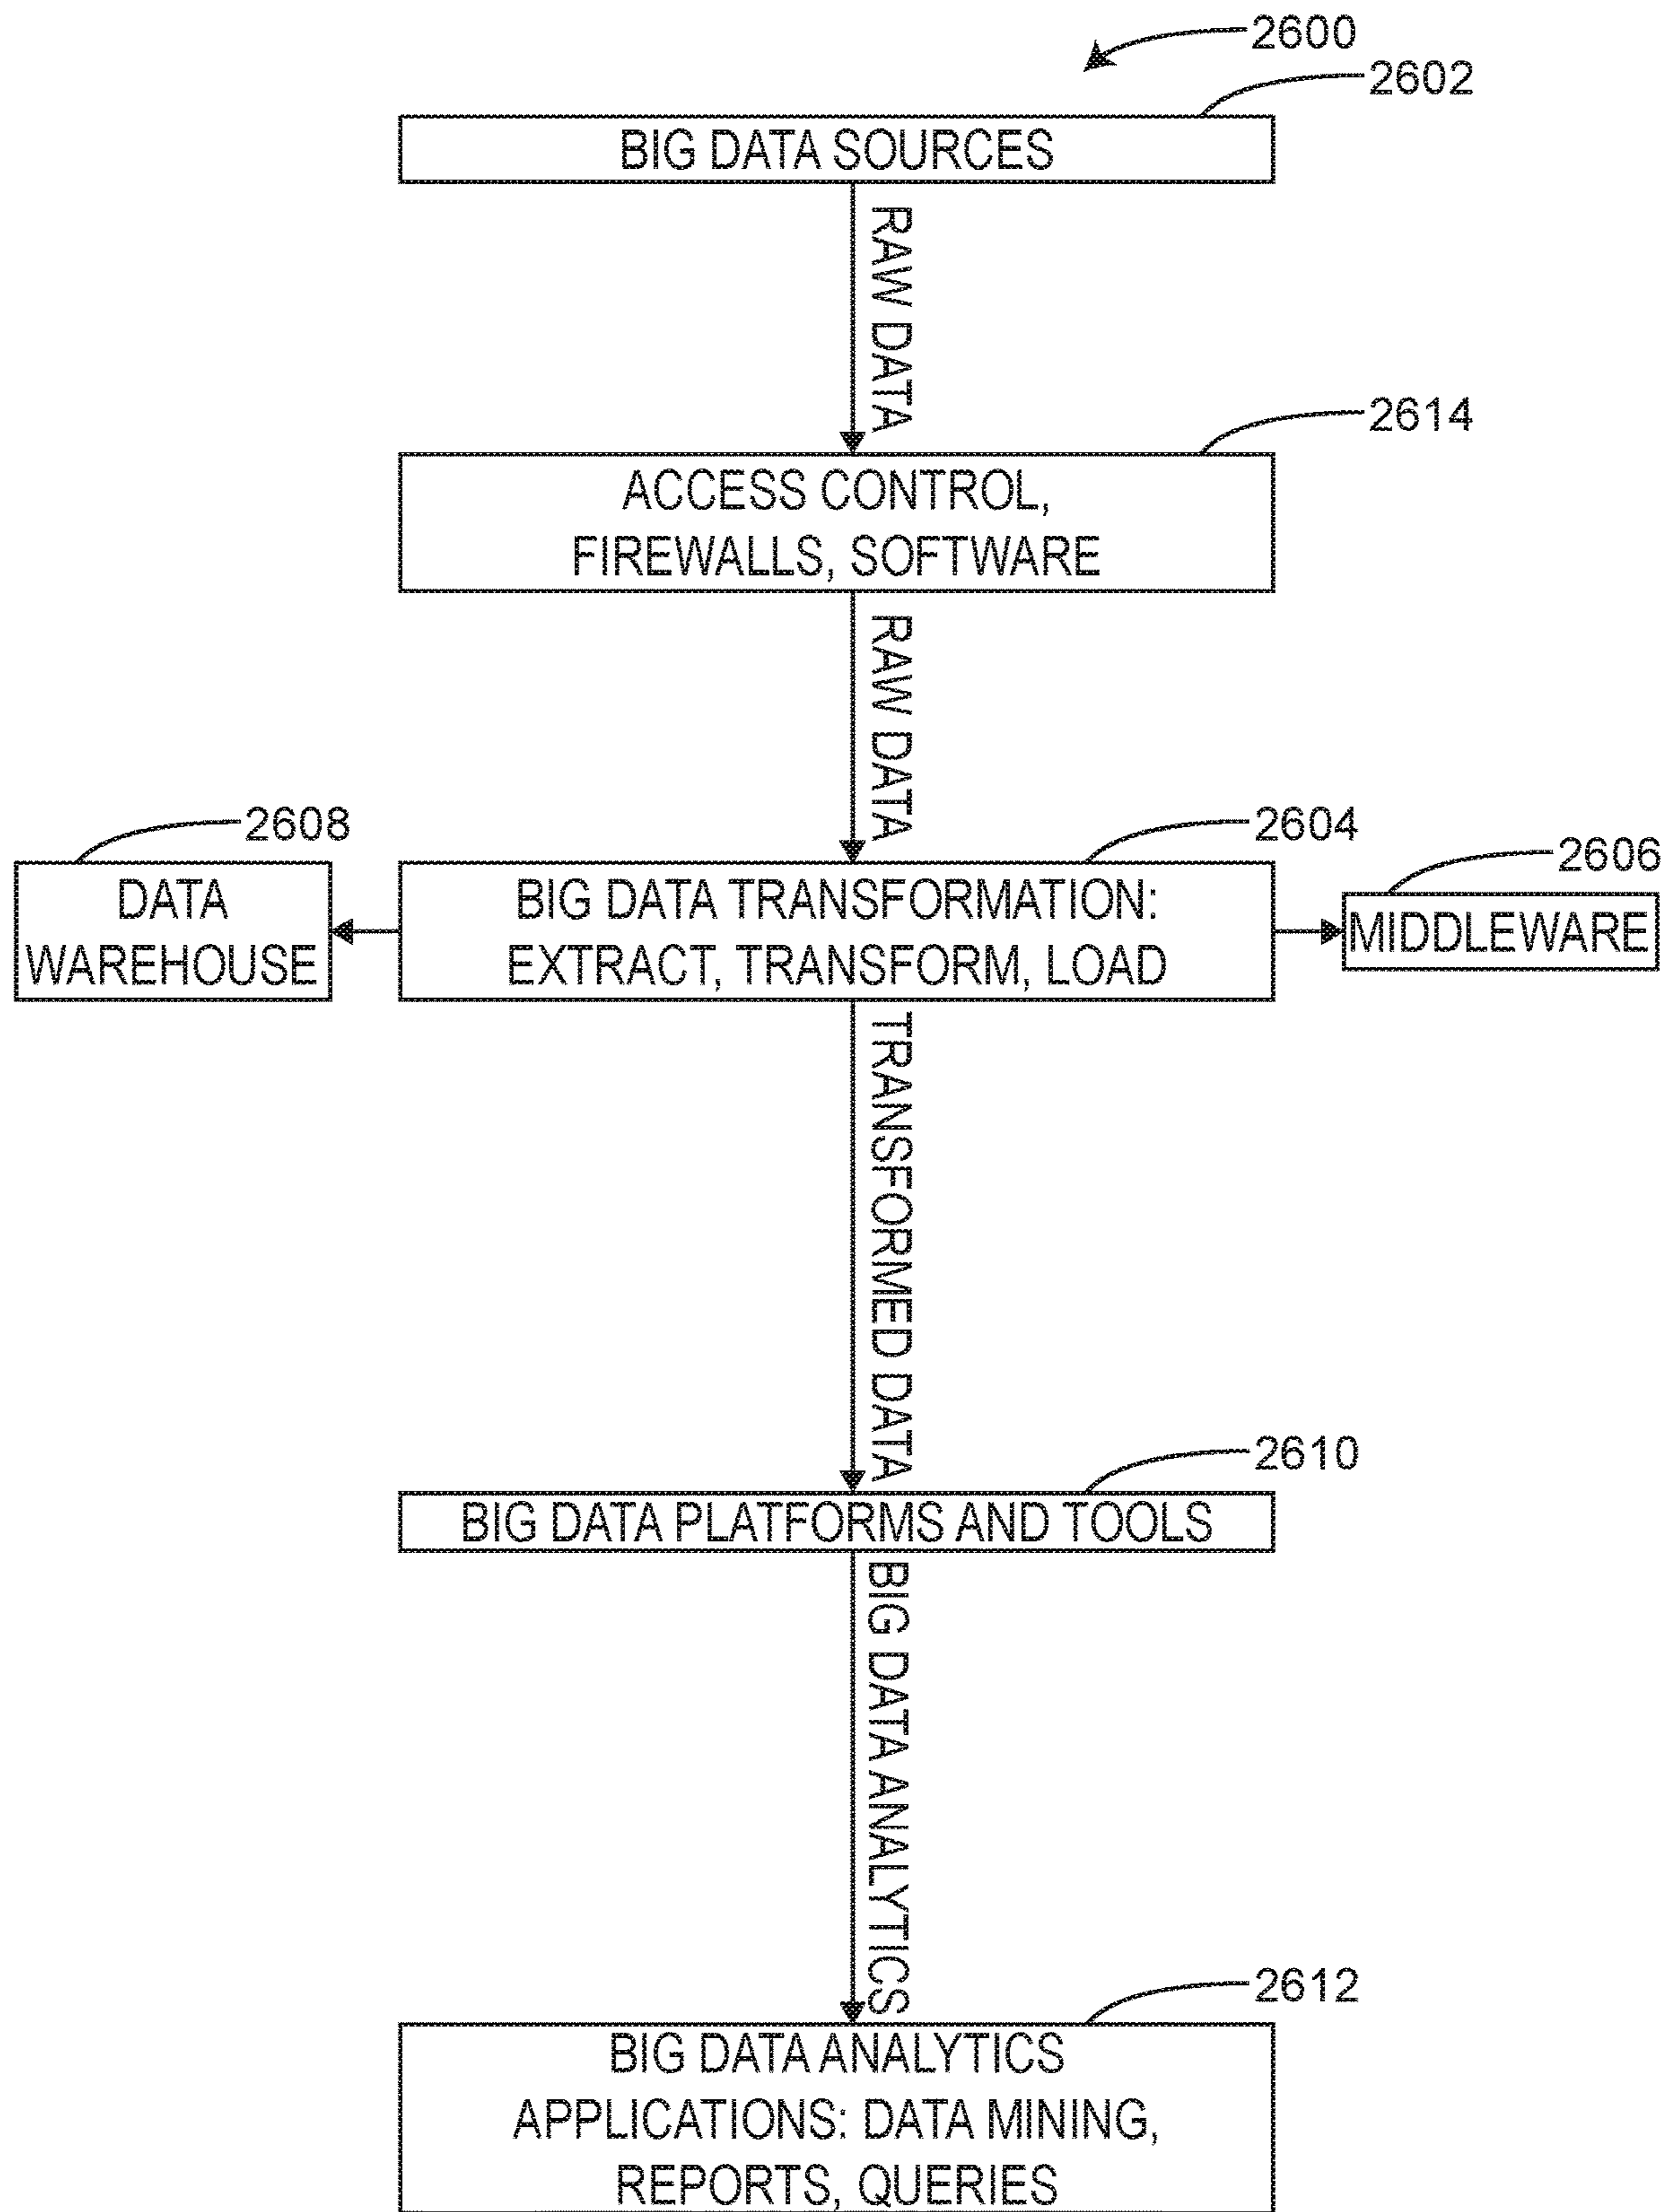 2600
2602
BIG DATA SOURCES
RAW DATA
2614
ACCESS CONTROL,
FIREWALLS, SOFTWARE
RAW DATA
2608
2604
2606
DATA
WAREHOUSE
BIG DATA TRANSFORMATION:
EXTRACT, TRANSFORM, LOAD
MIDDLEWARE
TRANSFORMED DATA
2610
BIG DATA PLATFORMS AND TOOLS
BIG DATA ANALYTICS
2612
BIG DATA ANALYTICS
APPLICATIONS: DATA MINING,
REPORTS, QUERIES